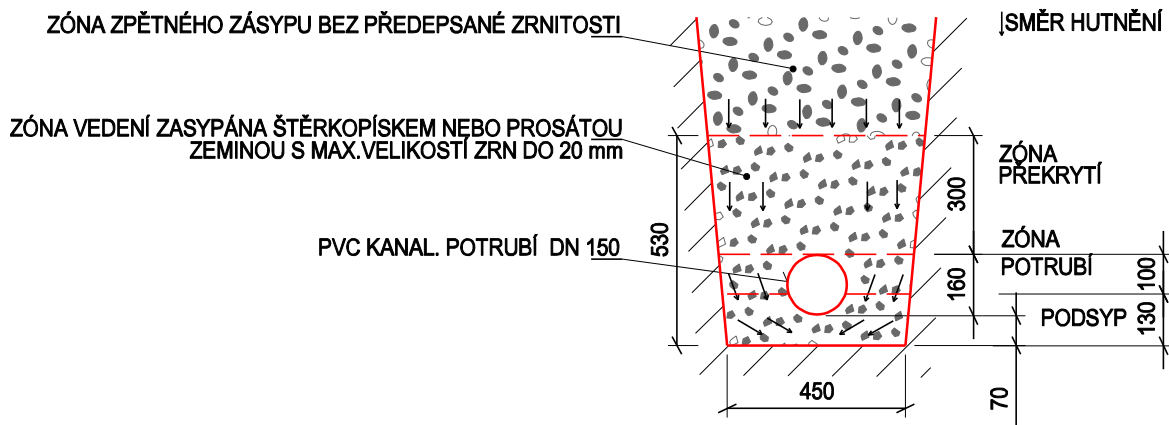 ZÓNA ZPĚTNÉHO ZÁSYPU BEZ PŘEDEPSANÉ ZRNITOSTI
SMĚR HUTNĚNÍ
ZÓNA VEDENÍ ZASYPÁNA ŠTĚRKOPÍSKEM NEBO PROSÁTOU
ZEMINOU S MAX.VELIKOSTÍ ZRN DO 20 mm
ZÓNA
PŘEKRYTÍ
300
530
PVC KANAL. POTRUBÍ DN 150
ZÓNA
POTRUBÍ
160
100
PODSYP
130
450
70